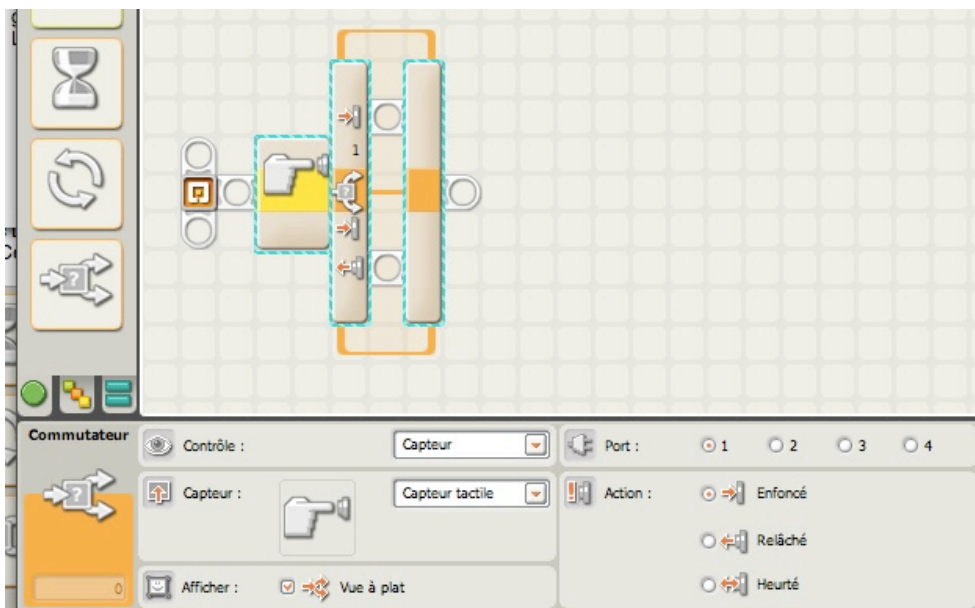 1
Commutateur
Contrôle :
Capteur
Port :
1
2
3
4
Capteur :
Capteur tactile
Action :
Enfoncé
Relâché
Afficher :
Vue à plat
Heurté
0